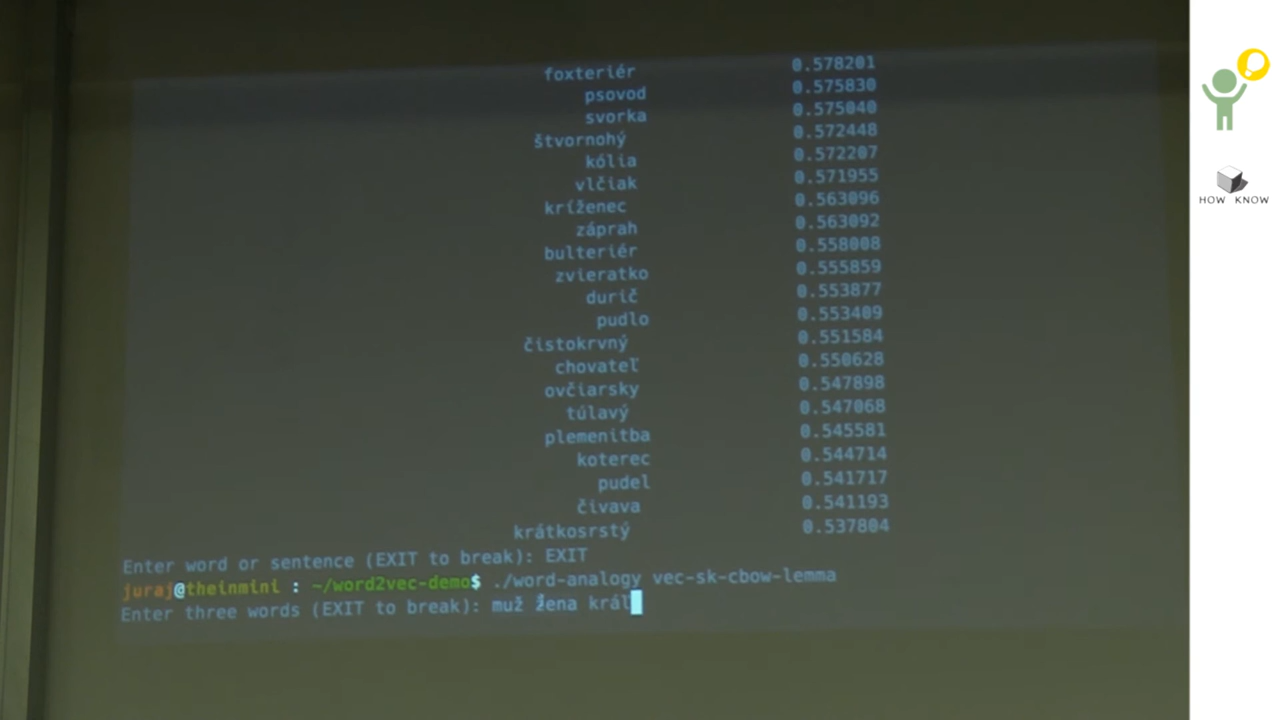 foxteriér 0.578201
psovod 0.575830
svorka 0.575040
štvornohý 0.572448
kólia 0.572207
vlčiak 0.571955
kríženec 0.563096
záprah 0.563092
bulteriér 0.558008
zvieratko 0.555859
durič 0.553877
pudlo 0.553409
čistokrvný 0.551584
chovateľ 0.550628
ovčiarsky 0.547898
túlavý 0.547068
plemenitba 0.545581
koterec 0.544714
pudel 0.541717
čivava 0.541193
krátkosrstý 0.537804
Enter word or sentence (EXIT to break): EXIT
juraj@theinmini : ~/word2vec-demo$ ./word-analogy vec-sk-cbow-lemma
Enter three words (EXIT to break): muž žena kráľ
HOW KNOW